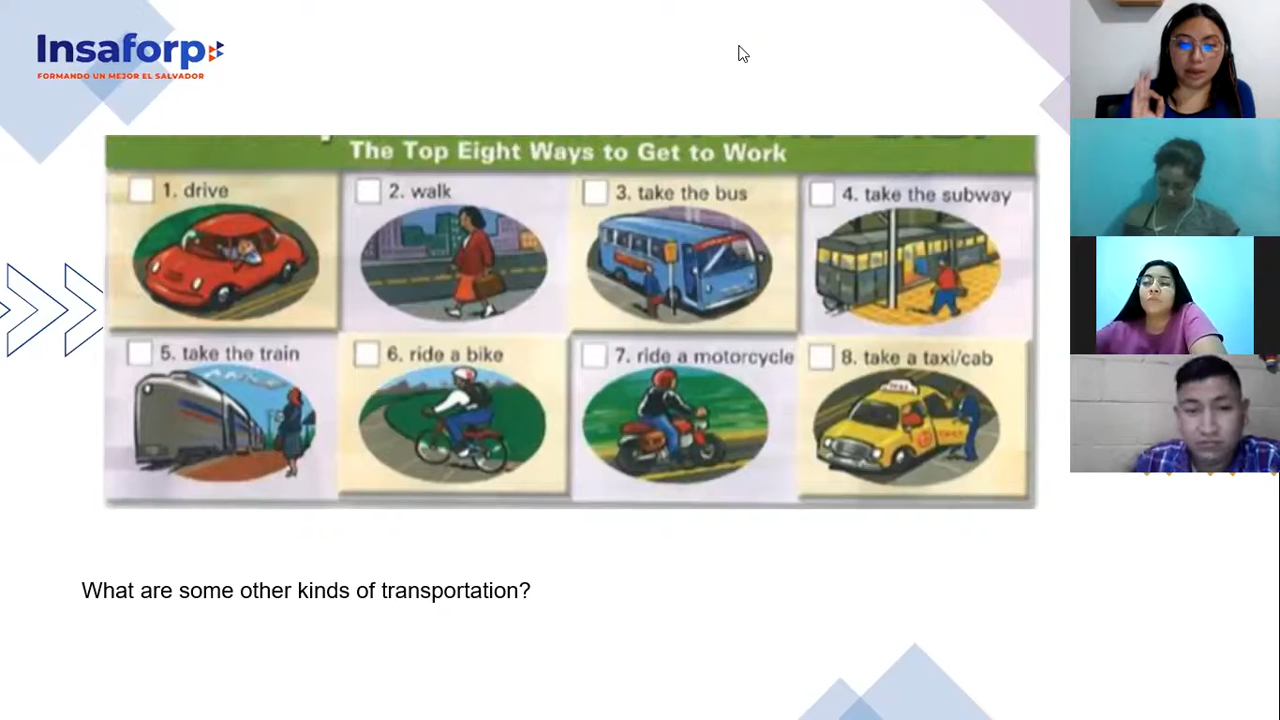 Insaforp
FORMANDO UN MEJOR EL SALVADOR
The Top Eight Ways to Get to Work
1. drive
2. walk
3. take the bus
4. take the subway
5. take the train
6. ride a bike
7. ride a motorcycle
8. take a taxi/cab
What are some other kinds of transportation?